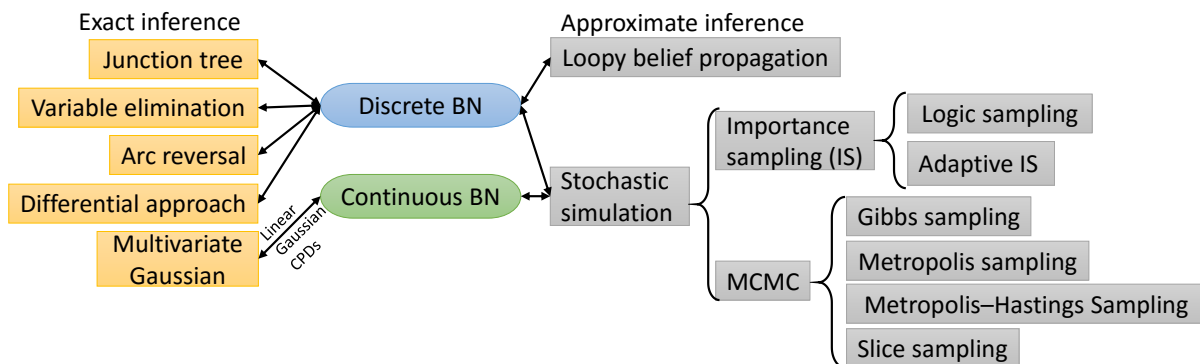 Exact inference
Junction tree
Variable elimination
Arc reversal
Differential approach
Multivariate
Gaussian
Linear
Gaussian
CPDs
Discrete BN
Continuous BN
Approximate inference
Loopy belief propagation
Stochastic
simulation
Importance
sampling (IS)
Logic sampling
Adaptive IS
MCMC
Gibbs sampling
Metropolis sampling
Metropolis–Hastings Sampling
Slice sampling